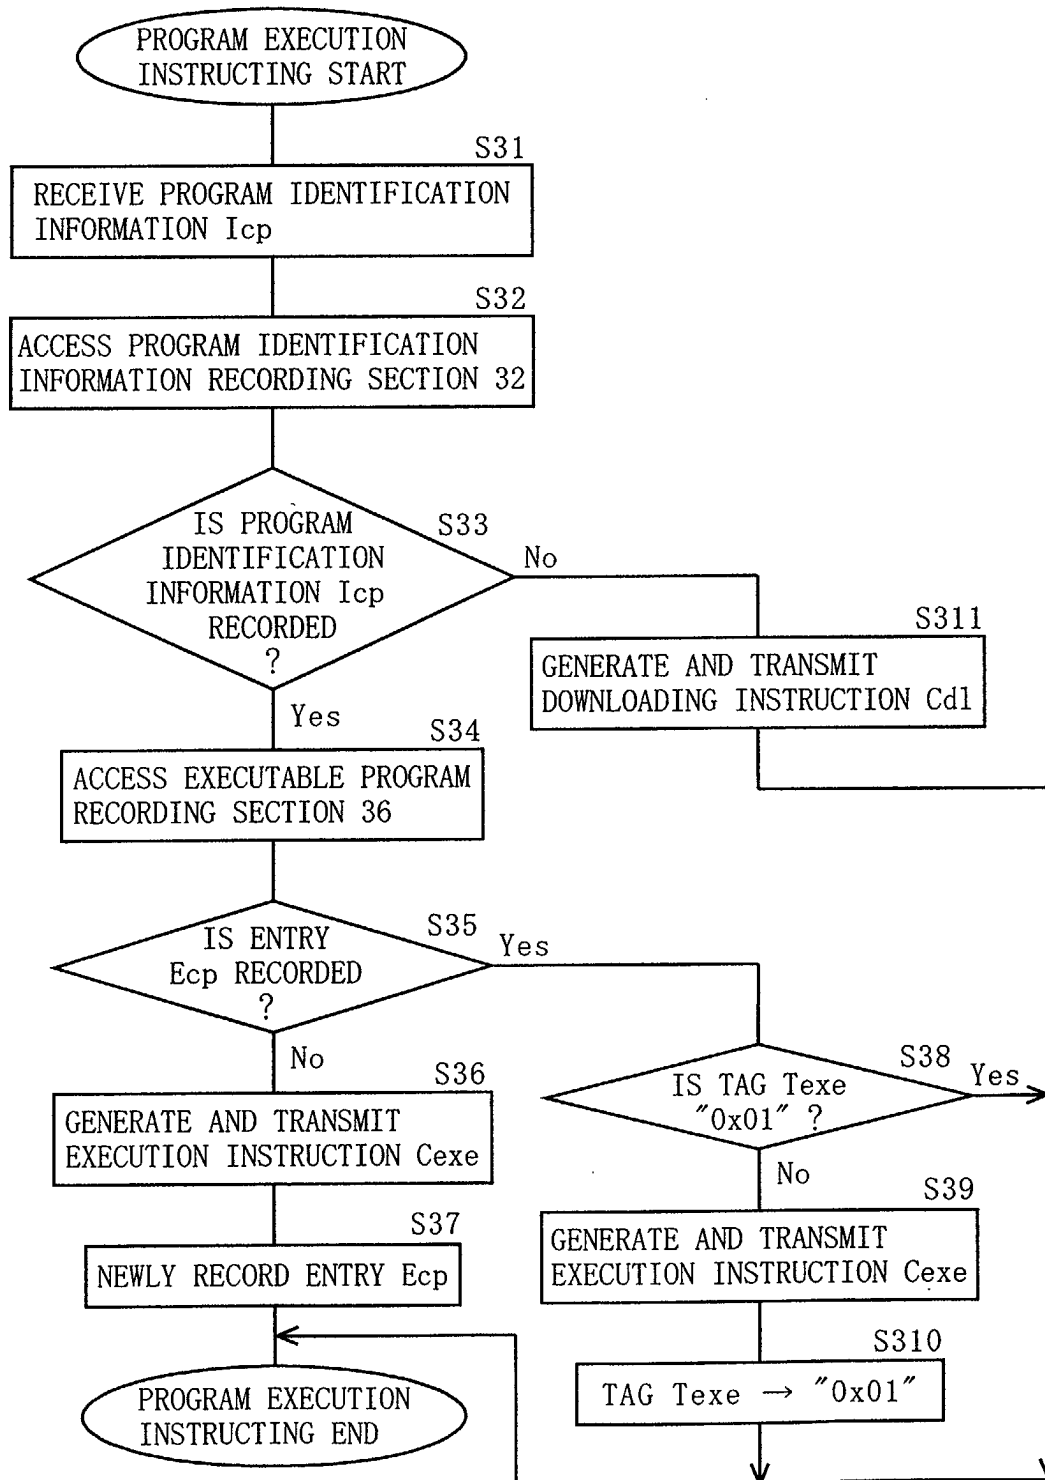 PROGRAM EXECUTION
INSTRUCTING START
S31
RECEIVE PROGRAM IDENTIFICATION
INFORMATION Icp
S32
ACCESS PROGRAM IDENTIFICATION
INFORMATION RECORDING SECTION 32
S33
IS PROGRAM
IDENTIFICATION
INFORMATION Icp
RECORDED
?
No
Yes
S311
GENERATE AND TRANSMIT
DOWNLOADING INSTRUCTION Cdl
S34
ACCESS EXECUTABLE PROGRAM
RECORDING SECTION 36
S35
IS ENTRY
Ecp RECORDED
?
Yes
No
S36
GENERATE AND TRANSMIT
EXECUTION INSTRUCTION Cexe
S37
NEWLY RECORD ENTRY Ecp
S38
IS TAG Texe
"0x01" ?
Yes
No
S39
GENERATE AND TRANSMIT
EXECUTION INSTRUCTION Cexe
S310
TAG Texe → "0x01"
PROGRAM EXECUTION
INSTRUCTING END